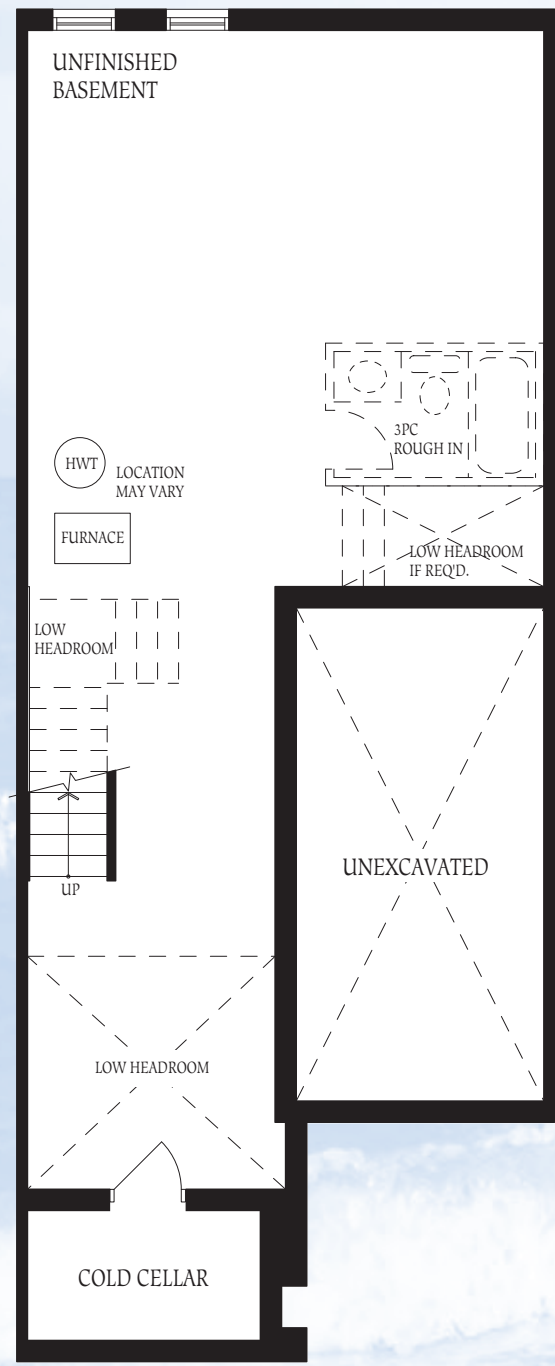 UNFINISHED
BASEMENT
3PC
ROUGH IN
HWT
LOCATION
MAY VARY
FURNACE
LOW HEADROOM
IF REQ'D.
LOW
HEADROOM
UNEXCAVATED
UP
LOW HEADROOM
COLD CELLAR